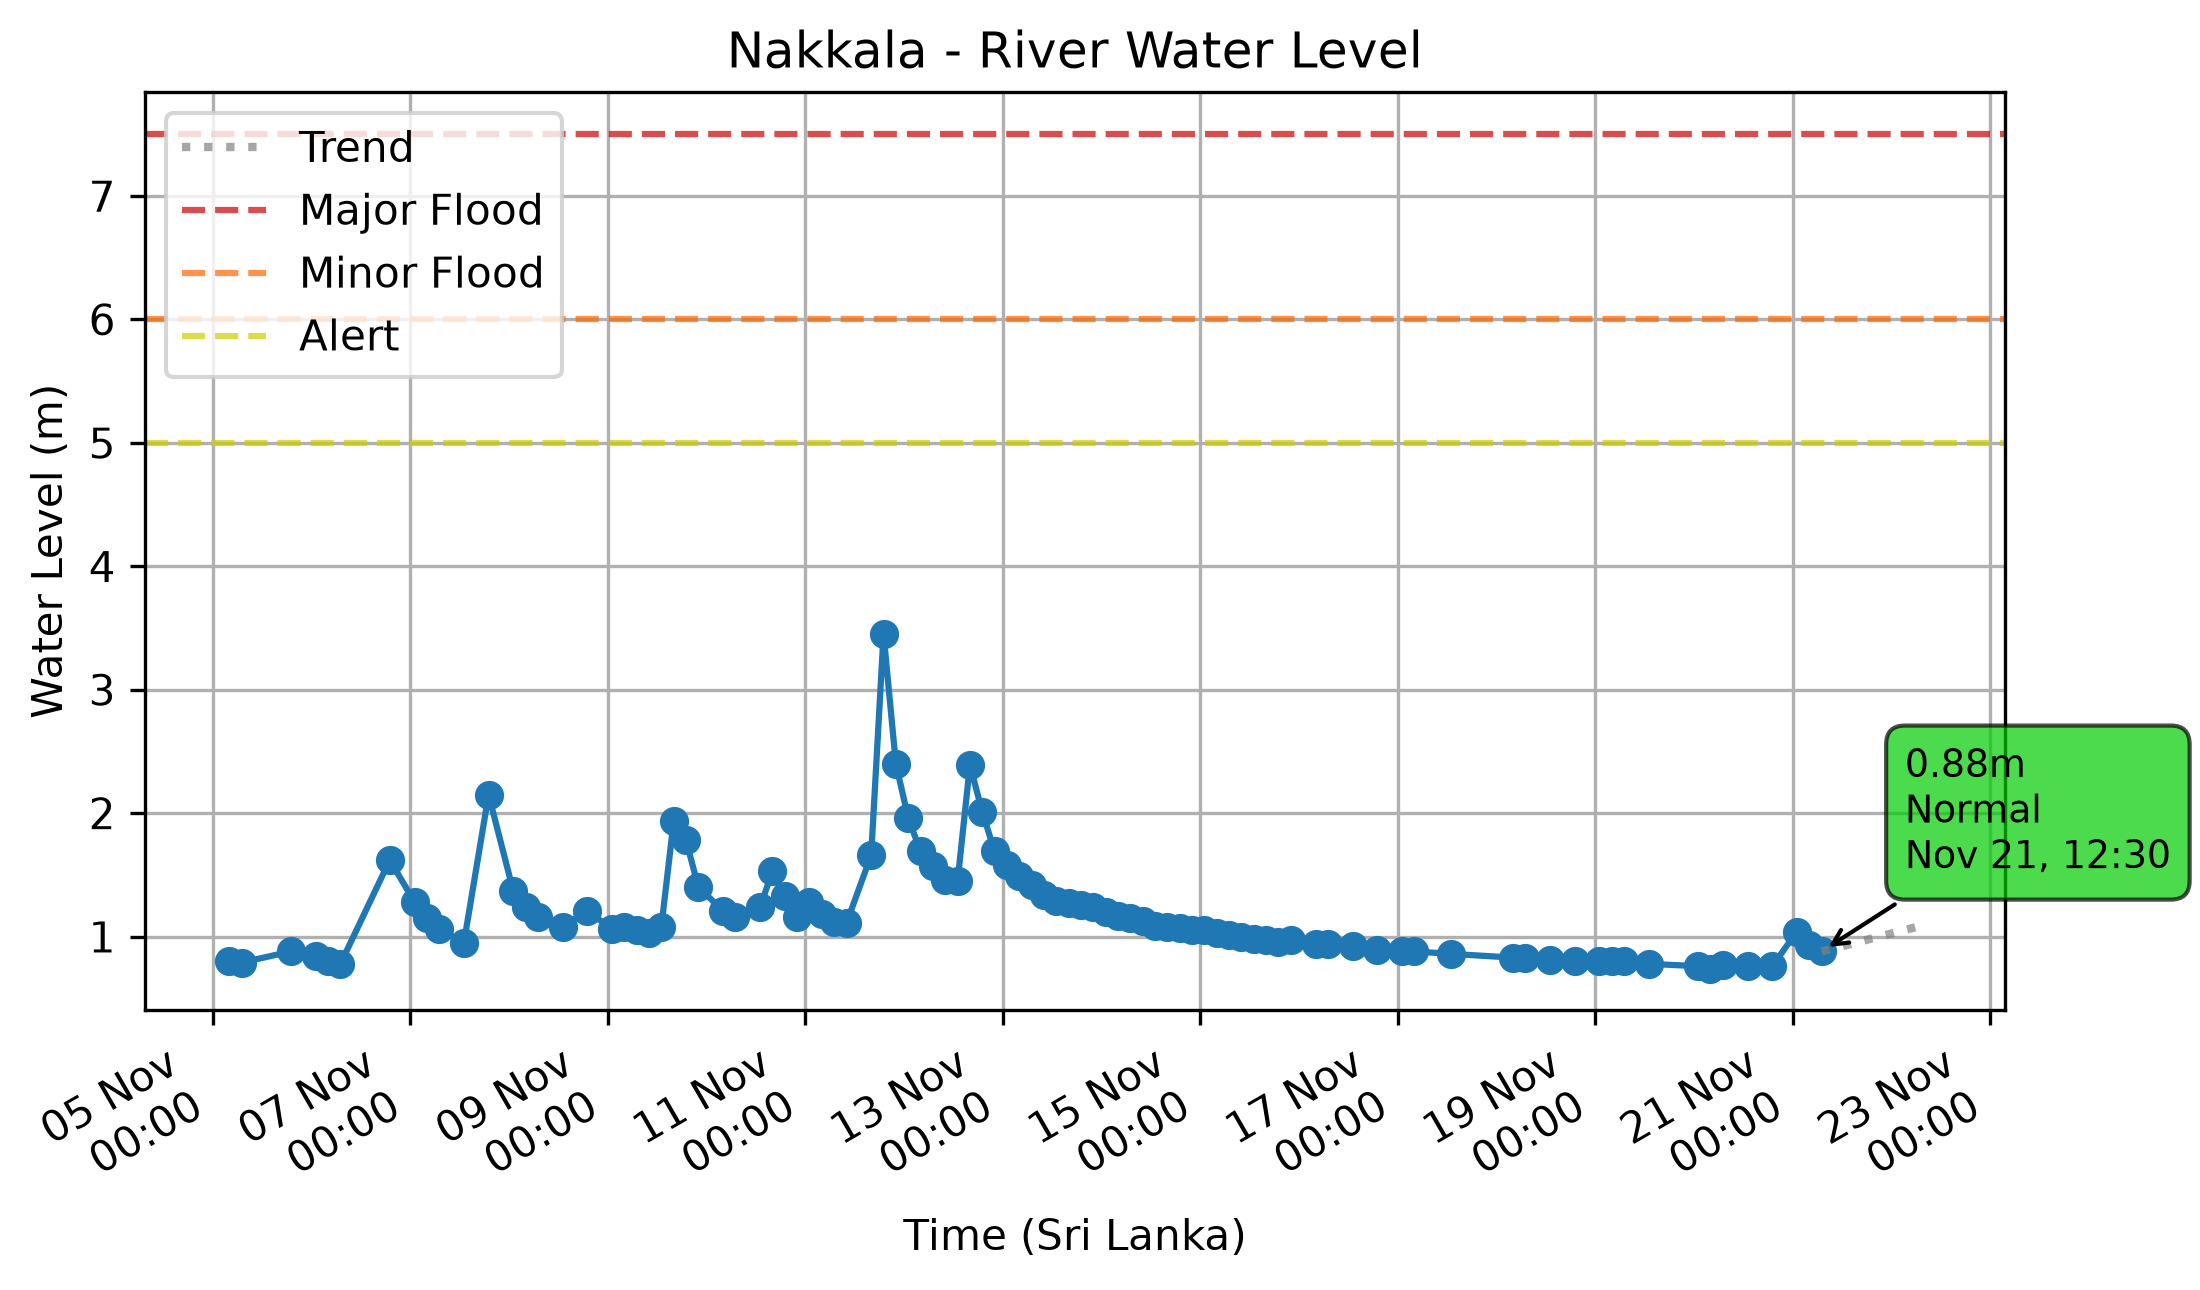 Nakkala - River Water Level
Trend
Major Flood
Minor Flood
Alert
Water Level (m)
7
6
5
4
3
2
1
0.88m
Normal
Nov 21, 12:30
05 Nov
00:00
07 Nov
00:00
09 Nov
00:00
11 Nov
00:00
13 Nov
00:00
15 Nov
00:00
17 Nov
00:00
19 Nov
00:00
21 Nov
00:00
23 Nov
00:00
Time (Sri Lanka)